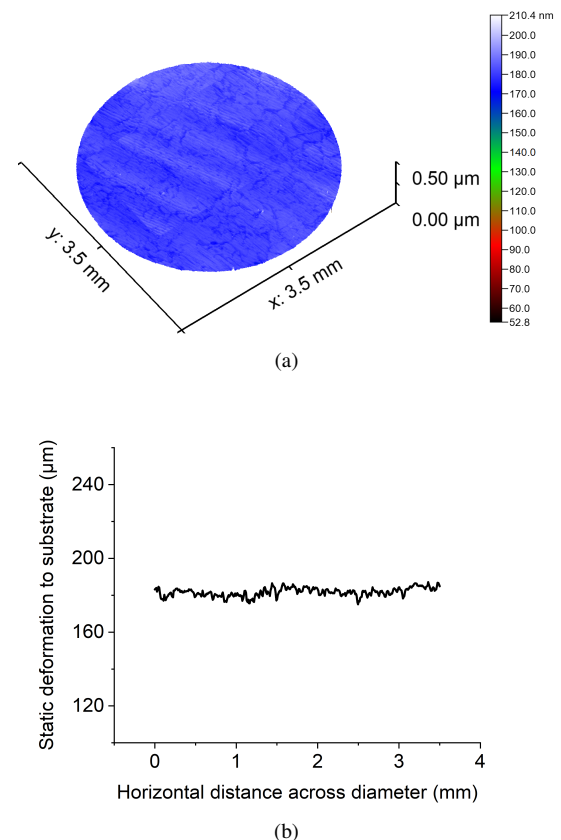 210.4 nm
200.0
190.0
180.0
170.0
160.0
150.0
140.0
130.0
120.0
110.0
100.0
90.0
80.0
70.0
60.0
52.8
0.50 µm
0.00 µm
y: 3.5 mm
x: 3.5 mm
(a)
Static deformation to substrate (µm)
240
200
160
120
0 1 2 3 4
Horizontal distance across diameter (mm)
(b)